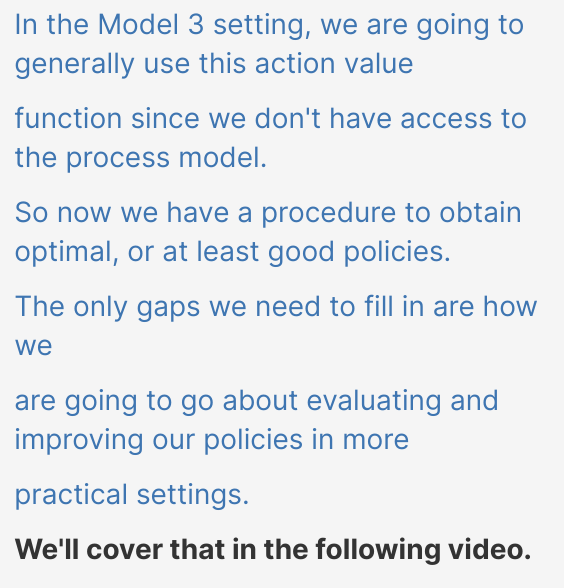 In the Model 3 setting, we are going to
generally use this action value
function since we don't have access to
the process model.
So now we have a procedure to obtain
optimal, or at least good policies.
The only gaps we need to fill in are how
we
are going to go about evaluating and
improving our policies in more
practical settings.
We'll cover that in the following video.